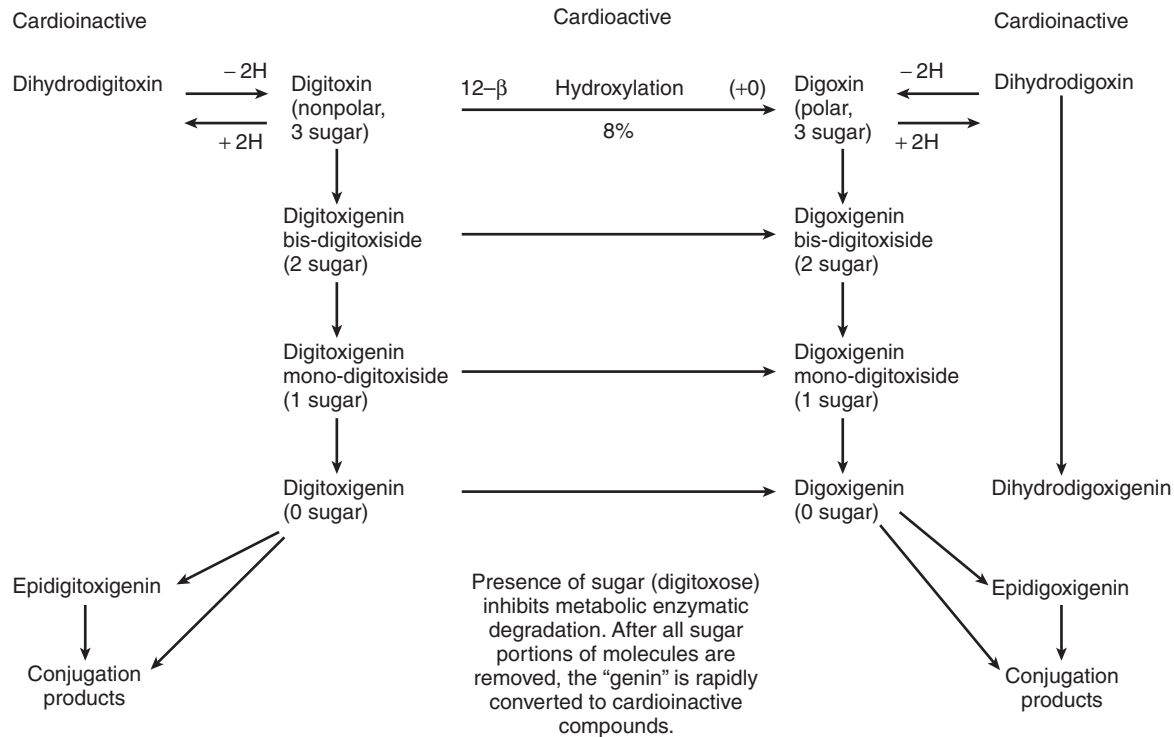 Cardioinactive
Cardioactive
Cardioinactive
Dihydrodigitoxin
− 2H
+ 2H
Digitoxin
(nonpolar,
3 sugar)
12–β Hydroxylation (+0)
8%
Digoxin
(polar,
3 sugar)
− 2H
+ 2H
Dihydrodigoxin
Digitoxigenin
bis-digitoxiside
(2 sugar)
Digoxigenin
bis-digitoxiside
(2 sugar)
Digitoxigenin
mono-digitoxiside
(1 sugar)
Digoxigenin
mono-digitoxiside
(1 sugar)
Digitoxigenin
(0 sugar)
Digoxigenin
(0 sugar)
Dihydrodigoxigenin
Epidigitoxigenin
Conjugation
products
Presence of sugar (digitoxose)
inhibits metabolic enzymatic
degradation. After all sugar
portions of molecules are
removed, the “genin” is rapidly
converted to cardioinactive
compounds.
Epidigoxigenin
Conjugation
products